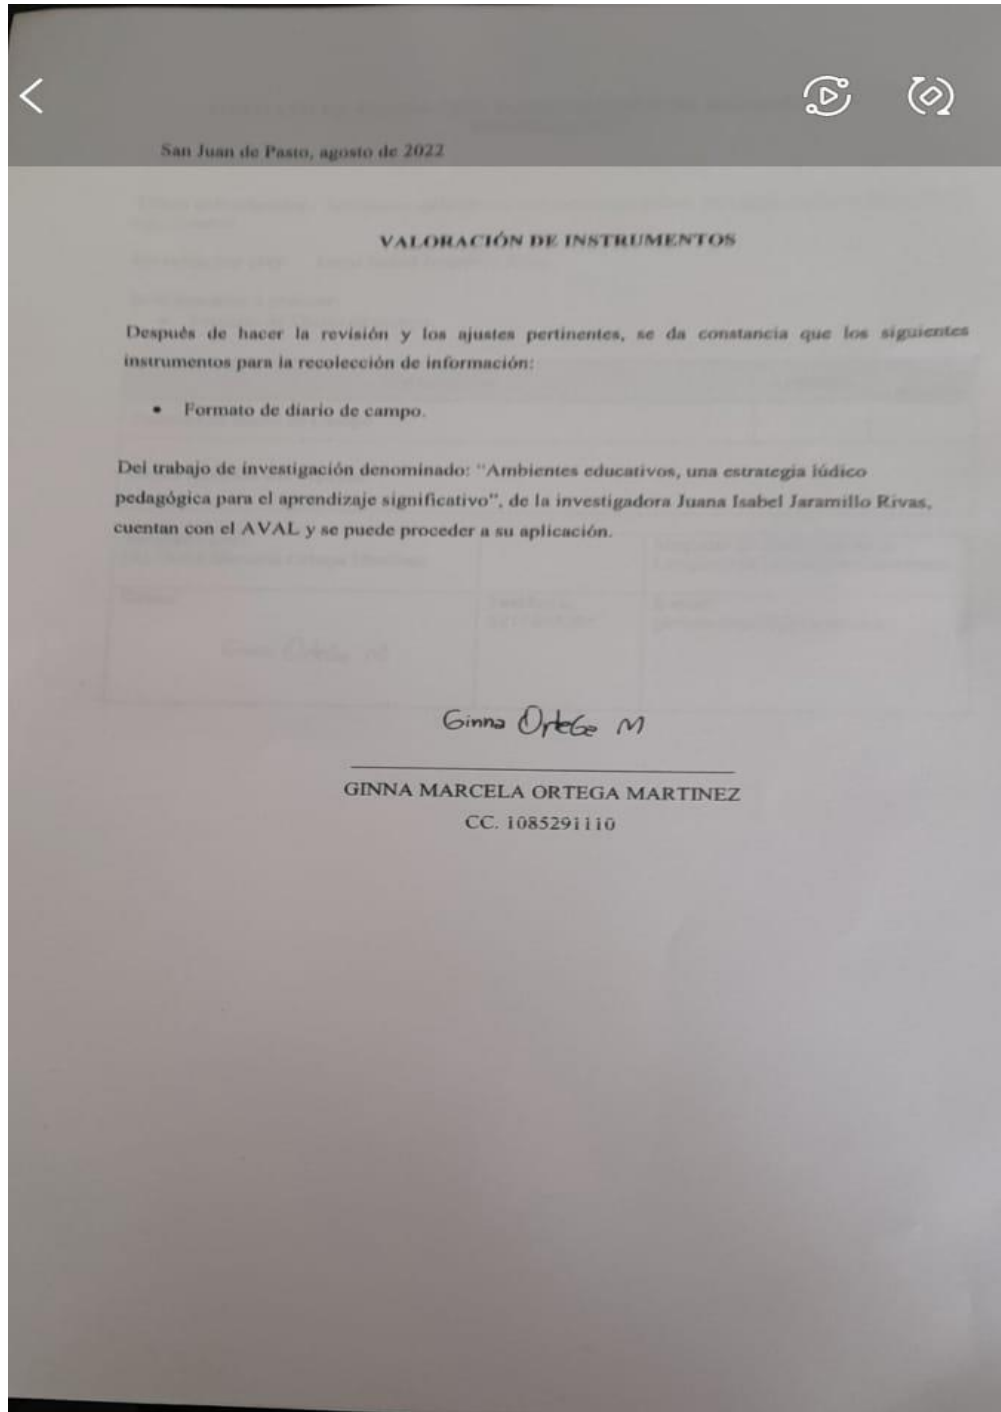 San Juan de Pasto, agosto de 2022
VALORACIÓN DE INSTRUMENTOS
Después de hacer la revisión y los ajustes pertinentes, se da constancia que los siguientes
instrumentos para la recolección de información:
• Formato de diario de campo.
Del trabajo de investigación denominado: “Ambientes educativos, una estrategia lúdico
pedagógica para el aprendizaje significativo”, de la investigadora Juana Isabel Jaramillo Rivas,
cuentan con el AVAL y se puede proceder a su aplicación.
Ginna Ortega M
GINNA MARCELA ORTEGA MARTINEZ
CC. 1085291110